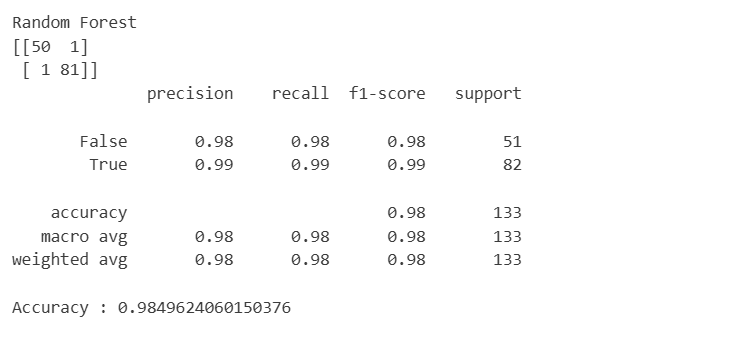 Random Forest
[[50  1]
 [ 1 81]]
              precision    recall  f1-score   support

       False       0.98      0.98      0.98        51
        True       0.99      0.99      0.99        82

    accuracy                           0.98       133
   macro avg       0.98      0.98      0.98       133
weighted avg       0.98      0.98      0.98       133

Accuracy : 0.9849624060150376